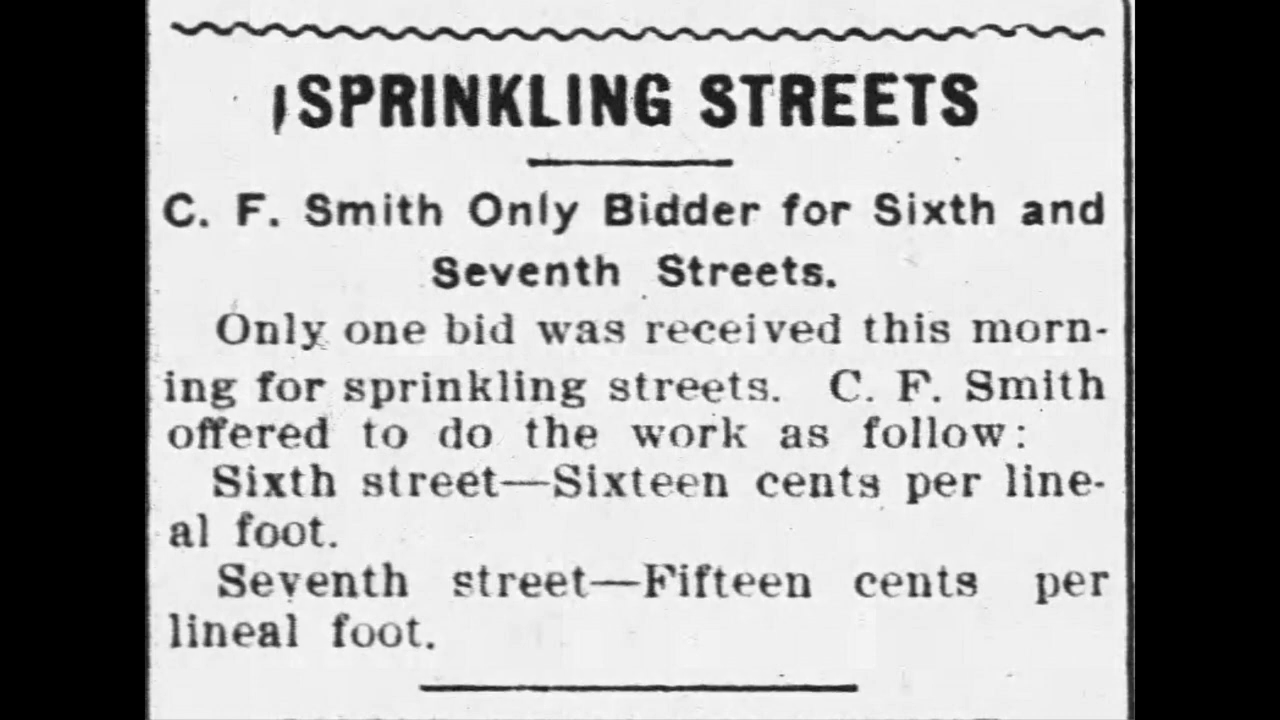 SPRINKLING STREETS
C. F. Smith Only Bidder for Sixth and
Seventh Streets.
Only one bid was received this morn-
ing for sprinkling streets. C. F. Smith
offered to do the work as follow:
Sixth street—Sixteen cents per line-
al foot.
Seventh street—Fifteen cents per
lineal foot.